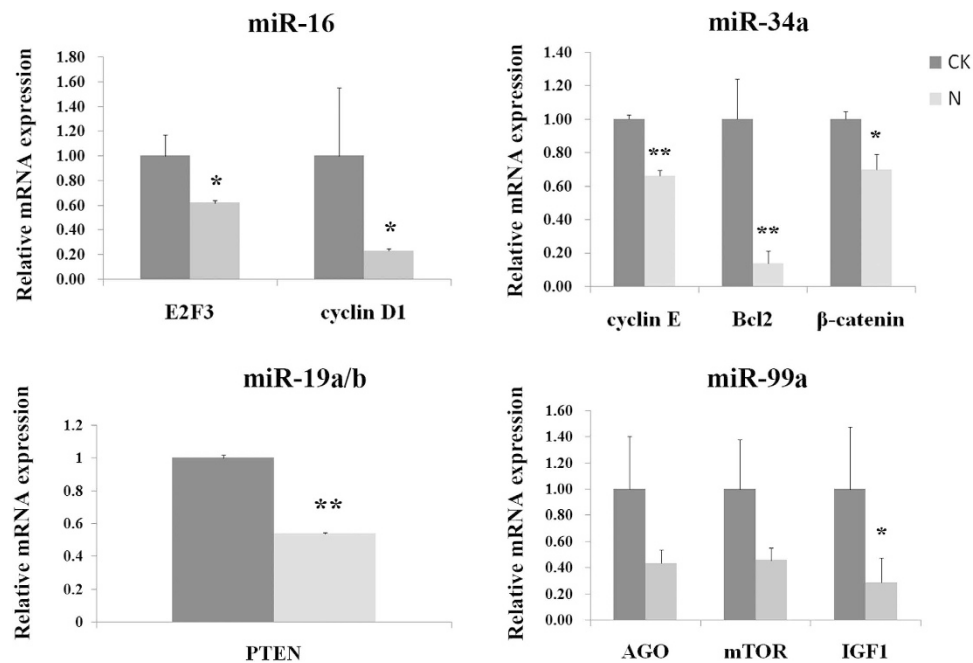 miR-16
Relative mRNA expression
1.80
1.60
1.40
1.20
1.00
0.80
0.60
0.40
0.20
0.00
*
*
E2F3 cyclin D1
miR-34a
CK
N
Relative mRNA expression
1.40
1.20
1.00
0.80
0.60
0.40
0.20
0.00
**
**
*
cyclin E Bcl2 β-catenin
miR-19a/b
Relative mRNA expression
1.2
1
0.8
0.6
0.4
0.2
0
**
PTEN
miR-99a
Relative mRNA expression
1.60
1.40
1.20
1.00
0.80
0.60
0.40
0.20
0.00
*
AGO mTOR IGF1